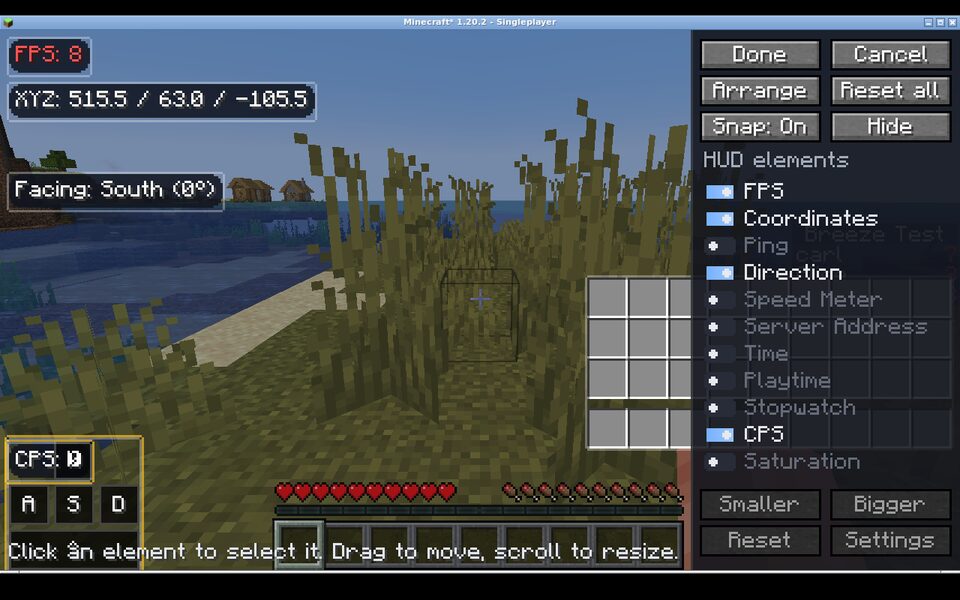 Minecraft* 1.20.2 - Singleplayer
FPS: 8
XYZ: 515.5 / 63.0 / -105.5
Facing: South (0°)
CPS: 0
A S D
Click an element to select it. Drag to move, scroll to resize.
Done Cancel
Arrange Reset all
Snap: On Hide
HUD elements
FPS
Coordinates
Ping
Direction
Speed Meter
Server Address
Time
Playtime
Stopwatch
CPS
Saturation
Smaller Bigger
Reset Settings
Breeze Test
carl